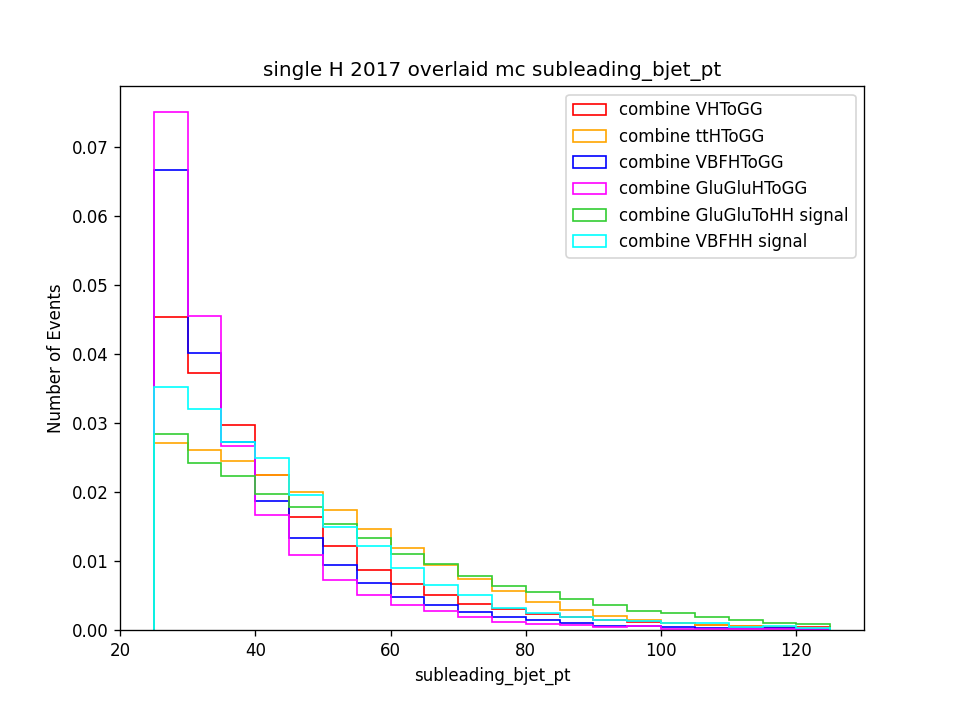 single H 2017 overlaid mc subleading_bjet_pt
combine VHToGG
combine ttHToGG
combine VBFHToGG
combine GluGluHToGG
combine GluGluToHH signal
combine VBFHH signal
Number of Events
0.07
0.06
0.05
0.04
0.03
0.02
0.01
0.00
20 40 60 80 100 120
subleading_bjet_pt